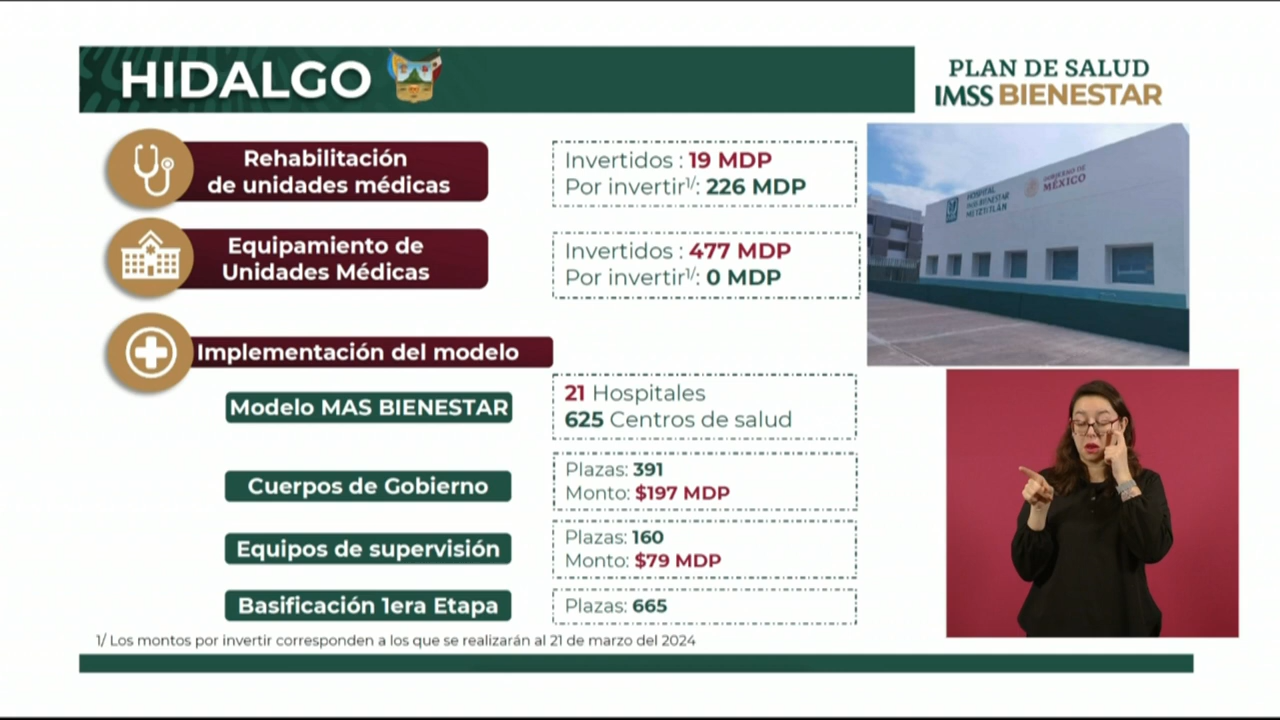 HIDALGO
PLAN DE SALUD
IMSS BIENESTAR
Rehabilitación
de unidades médicas
Invertidos : 19 MDP
Por invertir1/: 226 MDP
Equipamiento de
Unidades Médicas
Invertidos : 477 MDP
Por invertir1/: 0 MDP
HOSPITAL
IMSS BIENESTAR
METZTITLÁN
GOBIERNO DE
MÉXICO
Implementación del modelo
Modelo MAS BIENESTAR
21 Hospitales
625 Centros de salud
Cuerpos de Gobierno
Plazas: 391
Monto: $197 MDP
Equipos de supervisión
Plazas: 160
Monto: $79 MDP
Basificación 1era Etapa
Plazas: 665
1/ Los montos por invertir corresponden a los que se realizarán al 21 de marzo del 2024